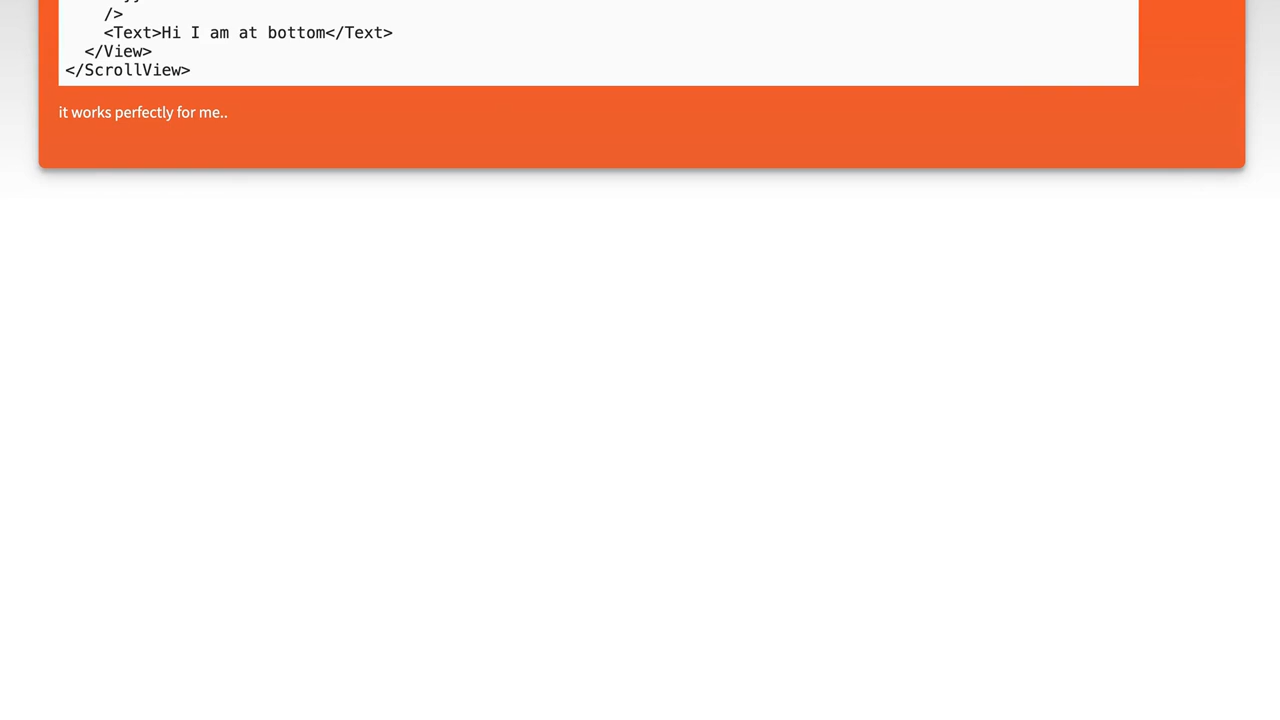 />
<Text>Hi I am at bottom</Text>
</View>
</ScrollView>
it works perfectly for me..